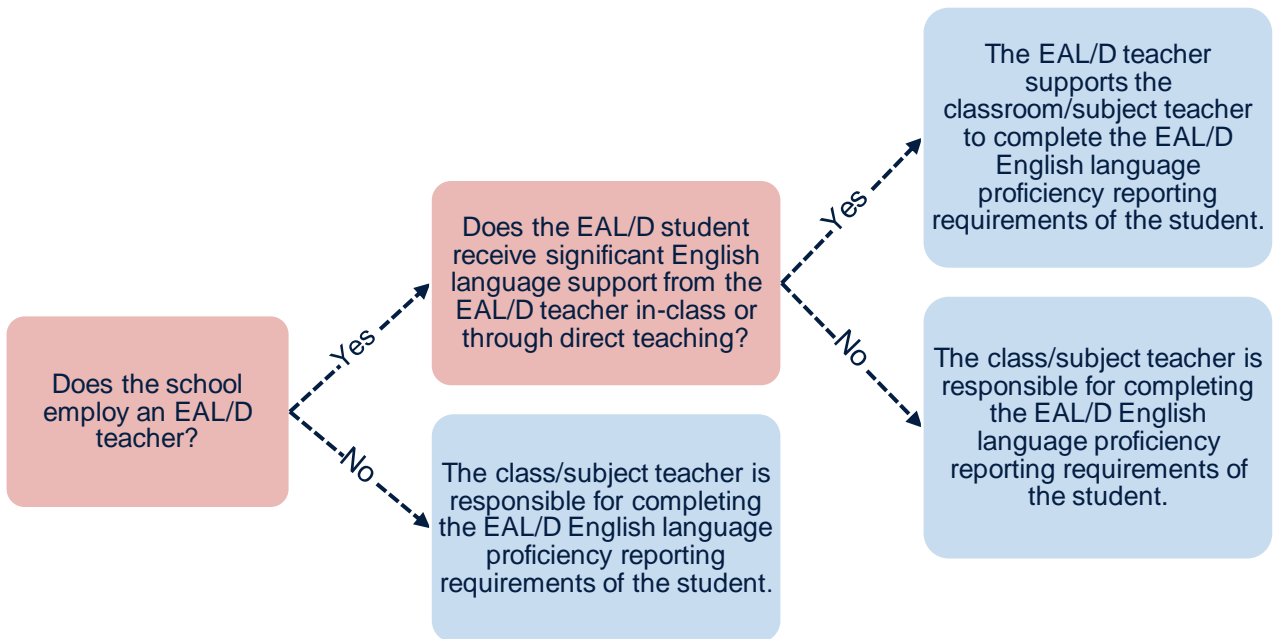 Does the school
employ an EAL/D
teacher?
Yes
No
Does the EAL/D student
receive significant English
language support from the
EAL/D teacher in-class or
through direct teaching?
The class/subject teacher is
responsible for completing
the EAL/D English language
proficiency reporting
requirements of the student.
Yes
No
The EAL/D teacher
supports the
classroom/subject teacher
to complete the EAL/D
English language
proficiency reporting
requirements of the student.
The class/subject teacher is
responsible for completing
the EAL/D English
language proficiency
reporting requirements of
the student.